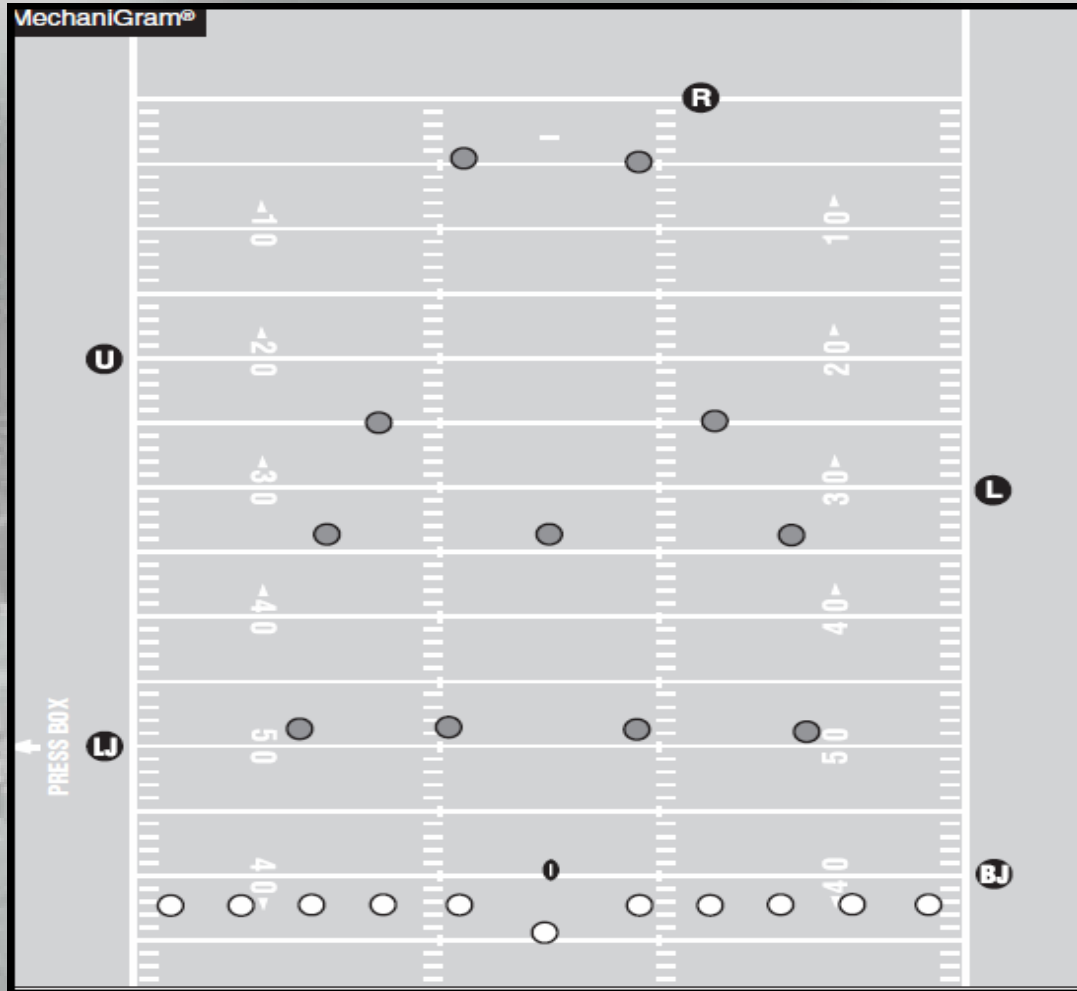 MechaniGram®
R
◄10
10►
U
◄20
20►
◄30
30►
L
◄40
40►
PRESS BOX
LJ
50
50
40►
◄40
BJ